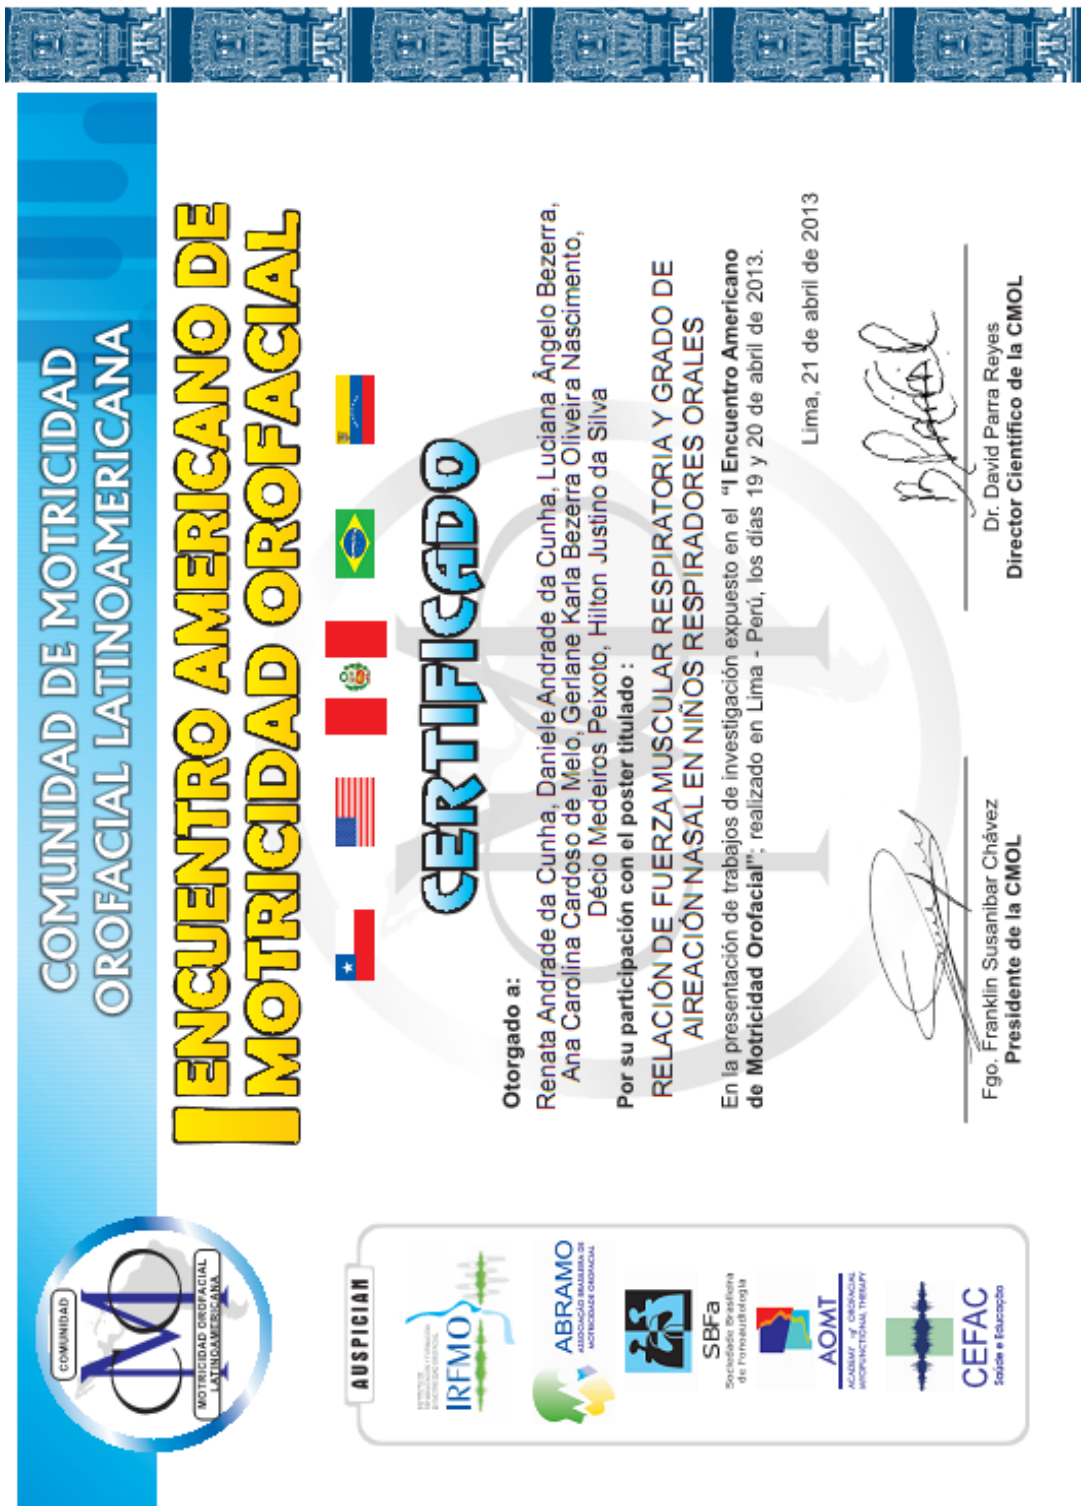 COMUNIDAD DE MOTRICIDAD
OROFACIAL LATINOAMERICANA
COMUNIDAD
CMO
MOTRICIDAD OROFACIAL
LATINOAMERICANA
I ENCUENTRO AMERICANO DE
MOTRICIDAD OROFACIAL
CERTIFICADO
Otorgado a:
Renata Andrade da Cunha, Daniele Andrade da Cunha, Luciana Ângelo Bezerra,
Ana Carolina Cardoso de Melo, Gerlane Karla Bezerra Oliveira Nascimento,
Décio Medeiros Peixoto, Hilton Justino da Silva
Por su participación con el poster titulado :
RELACIÓN DE FUERZA MUSCULAR RESPIRATORIA Y GRADO DE
AIREACIÓN NASAL EN NIÑOS RESPIRADORES ORALES
En la presentación de trabajos de investigación expuesto en el "I Encuentro Americano
de Motricidad Orofacial"; realizado en Lima - Perú, los días 19 y 20 de abril de 2013.
Lima, 21 de abril de 2013
Fgo. Franklin Susanibar Chávez
Presidente de la CMOL
Dr. David Parra Reyes
Director Científico de la CMOL
AUSPICIAN
IRFMO
ABRAMO
ASSOCIAÇÃO BRASILEIRA DE
MOTRICIDADE OROFACIAL
SBFa
Sociedade Brasileira
de Fonoaudiologia
AOMT
ACADEMY of OROFACIAL
MYOFUNCTIONAL THERAPY
CEFAC
Saúde e Educação